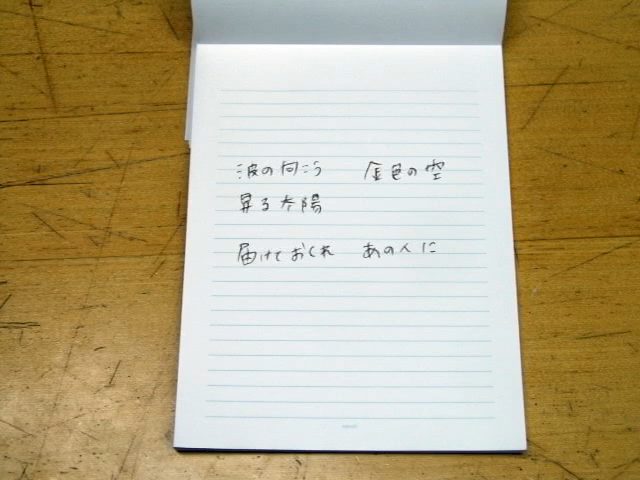 波の向こう　金色の空
昇る太陽
届けておくれ　あの人に